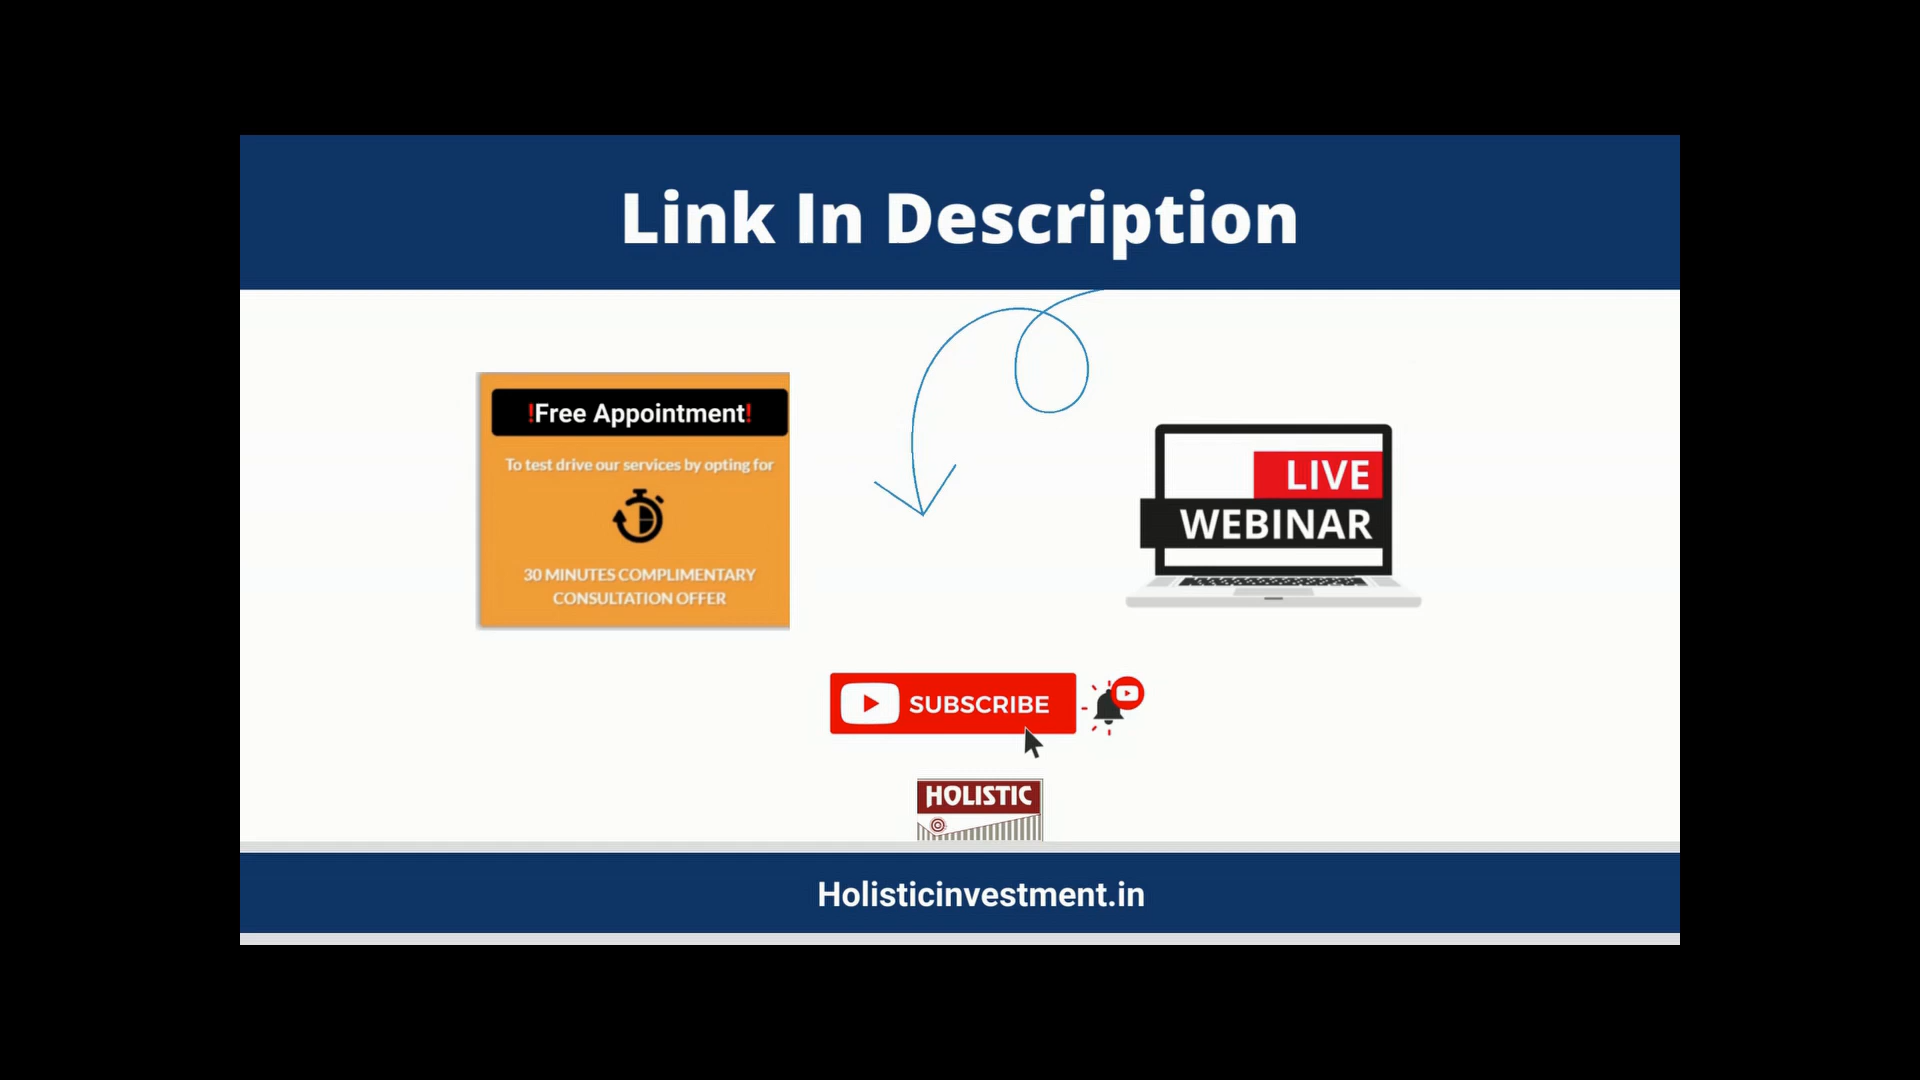 Link In Description
!Free Appointment!
To test drive our services by opting for
30 MINUTES COMPLIMENTARY
CONSULTATION OFFER
LIVE
WEBINAR
SUBSCRIBE
HOLISTIC
Holisticinvestment.in